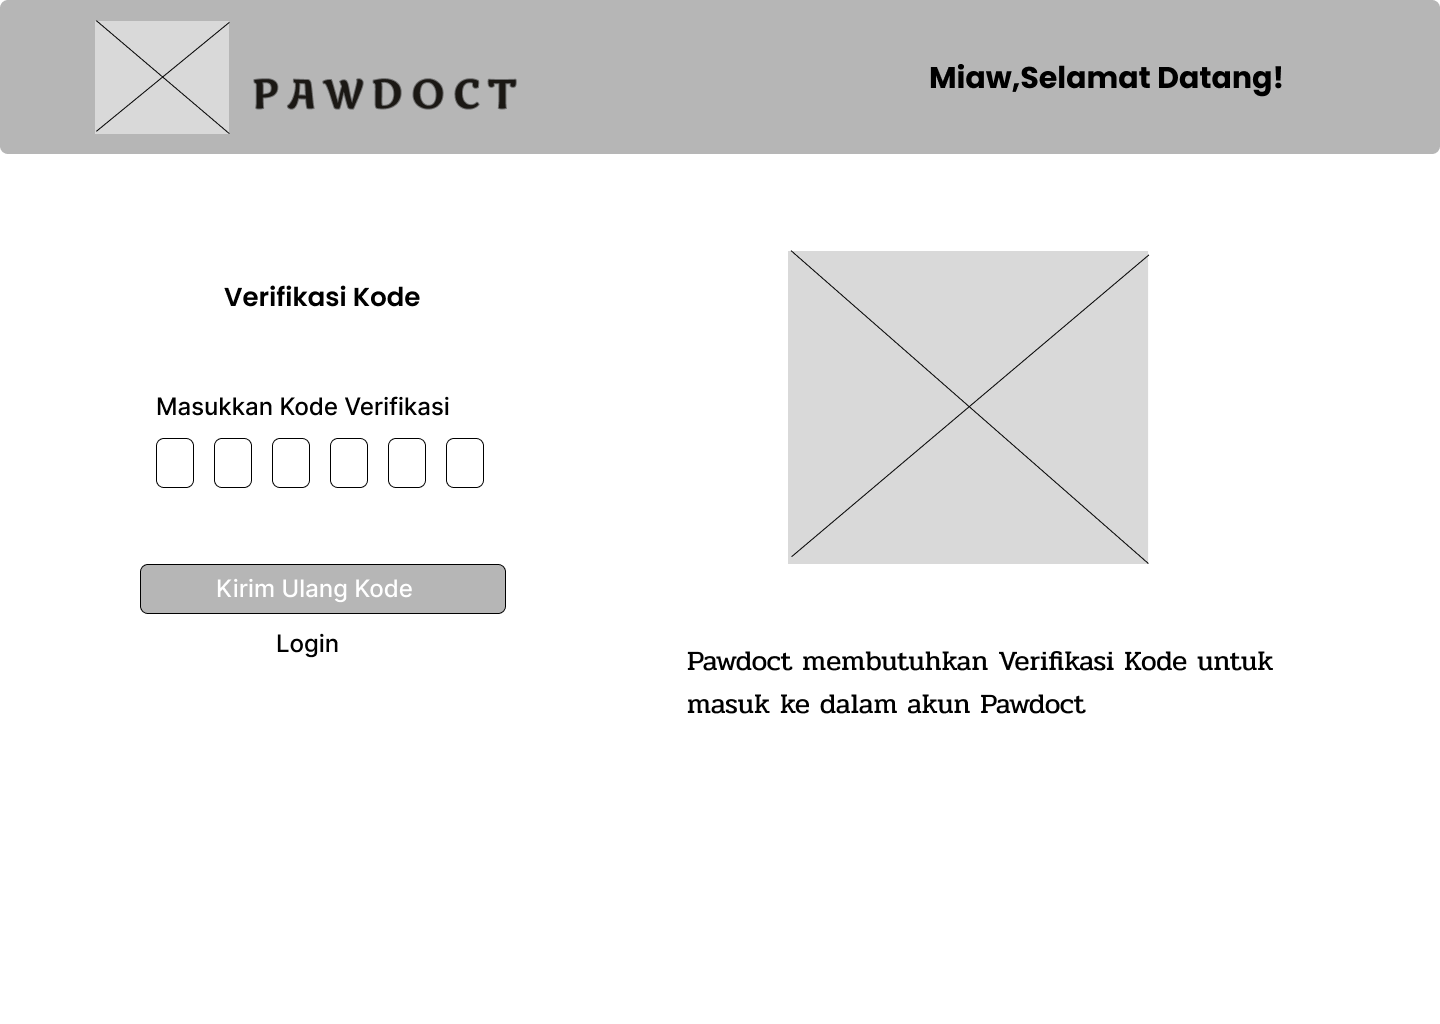 PAWDOCT
Miaw,Selamat Datang!
Verifikasi Kode
Masukkan Kode Verifikasi
Kirim Ulang Kode
Login
Pawdoct membutuhkan Verifikasi Kode untuk
masuk ke dalam akun Pawdoct